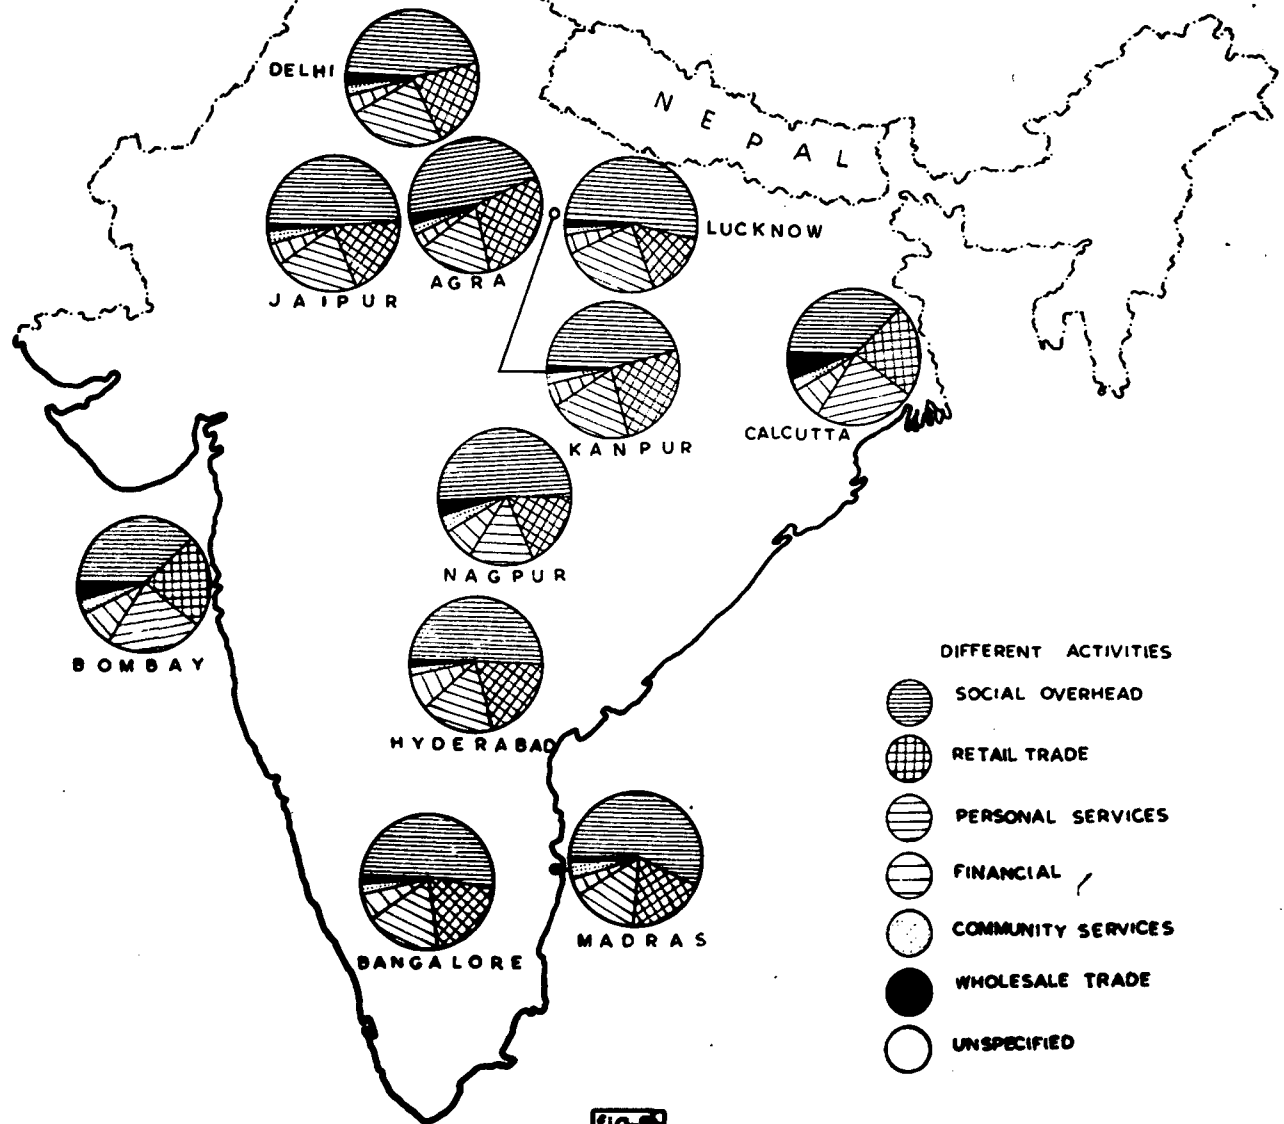 DELHI
NEPAL
JAIPUR
AGRA
LUCKNOW
KANPUR
CALCUTTA
NAGPUR
BOMBAY
HYDERABAD
BANGALORE
MADRAS
DIFFERENT ACTIVITIES
SOCIAL OVERHEAD
RETAIL TRADE
PERSONAL SERVICES
FINANCIAL
COMMUNITY SERVICES
WHOLESALE TRADE
UNSPECIFIED